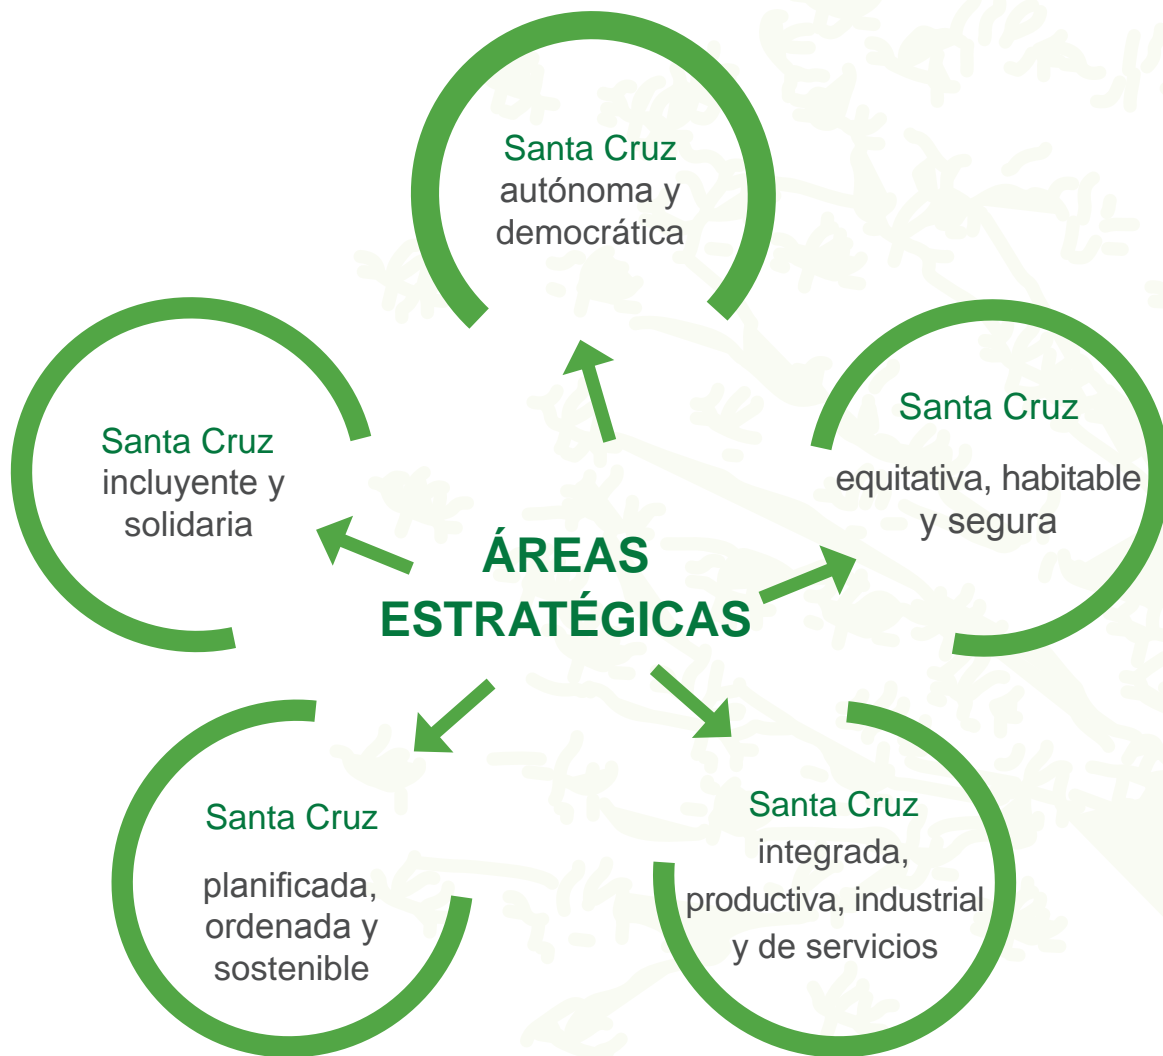 Santa Cruz
autónoma y
democrática
Santa Cruz
equitativa, habitable
y segura
Santa Cruz
incluyente y
solidaria
ÁREAS
ESTRATÉGICAS
Santa Cruz
planificada,
ordenada y
sostenible
Santa Cruz
integrada,
productiva, industrial
y de servicios